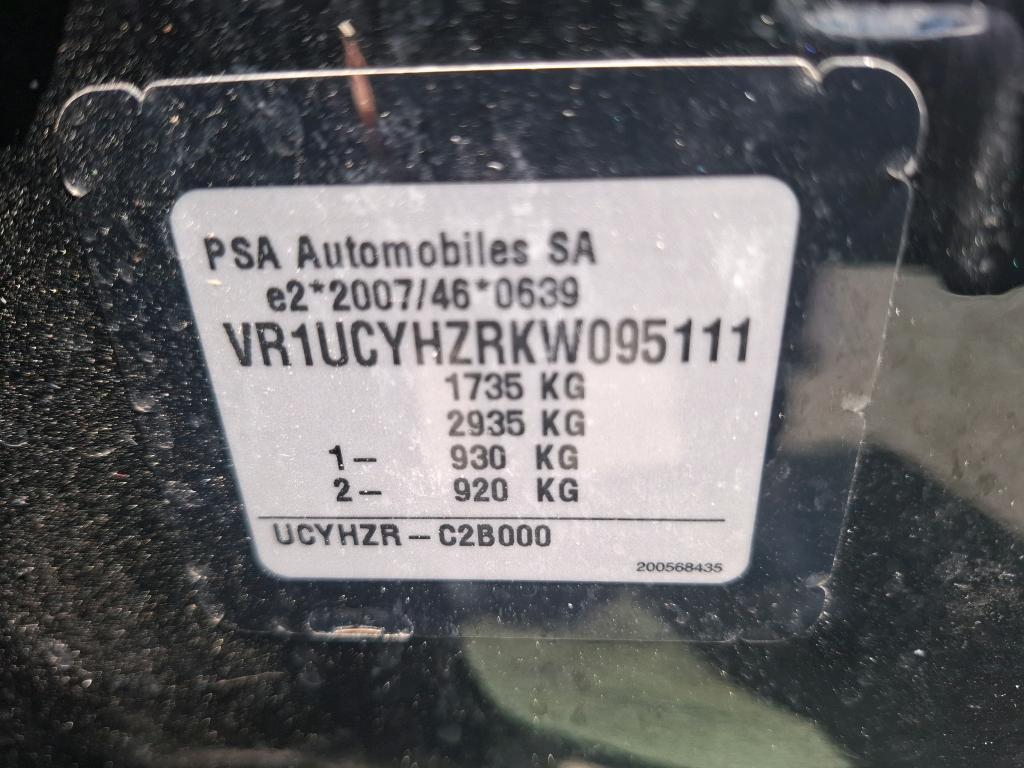 PSA Automobiles SA
e2*2007/46*0639
VR1UCYHZRKW095111
1735 KG
2935 KG
1- 930 KG
2- 920 KG
UCYHZR-C2B000
200568435